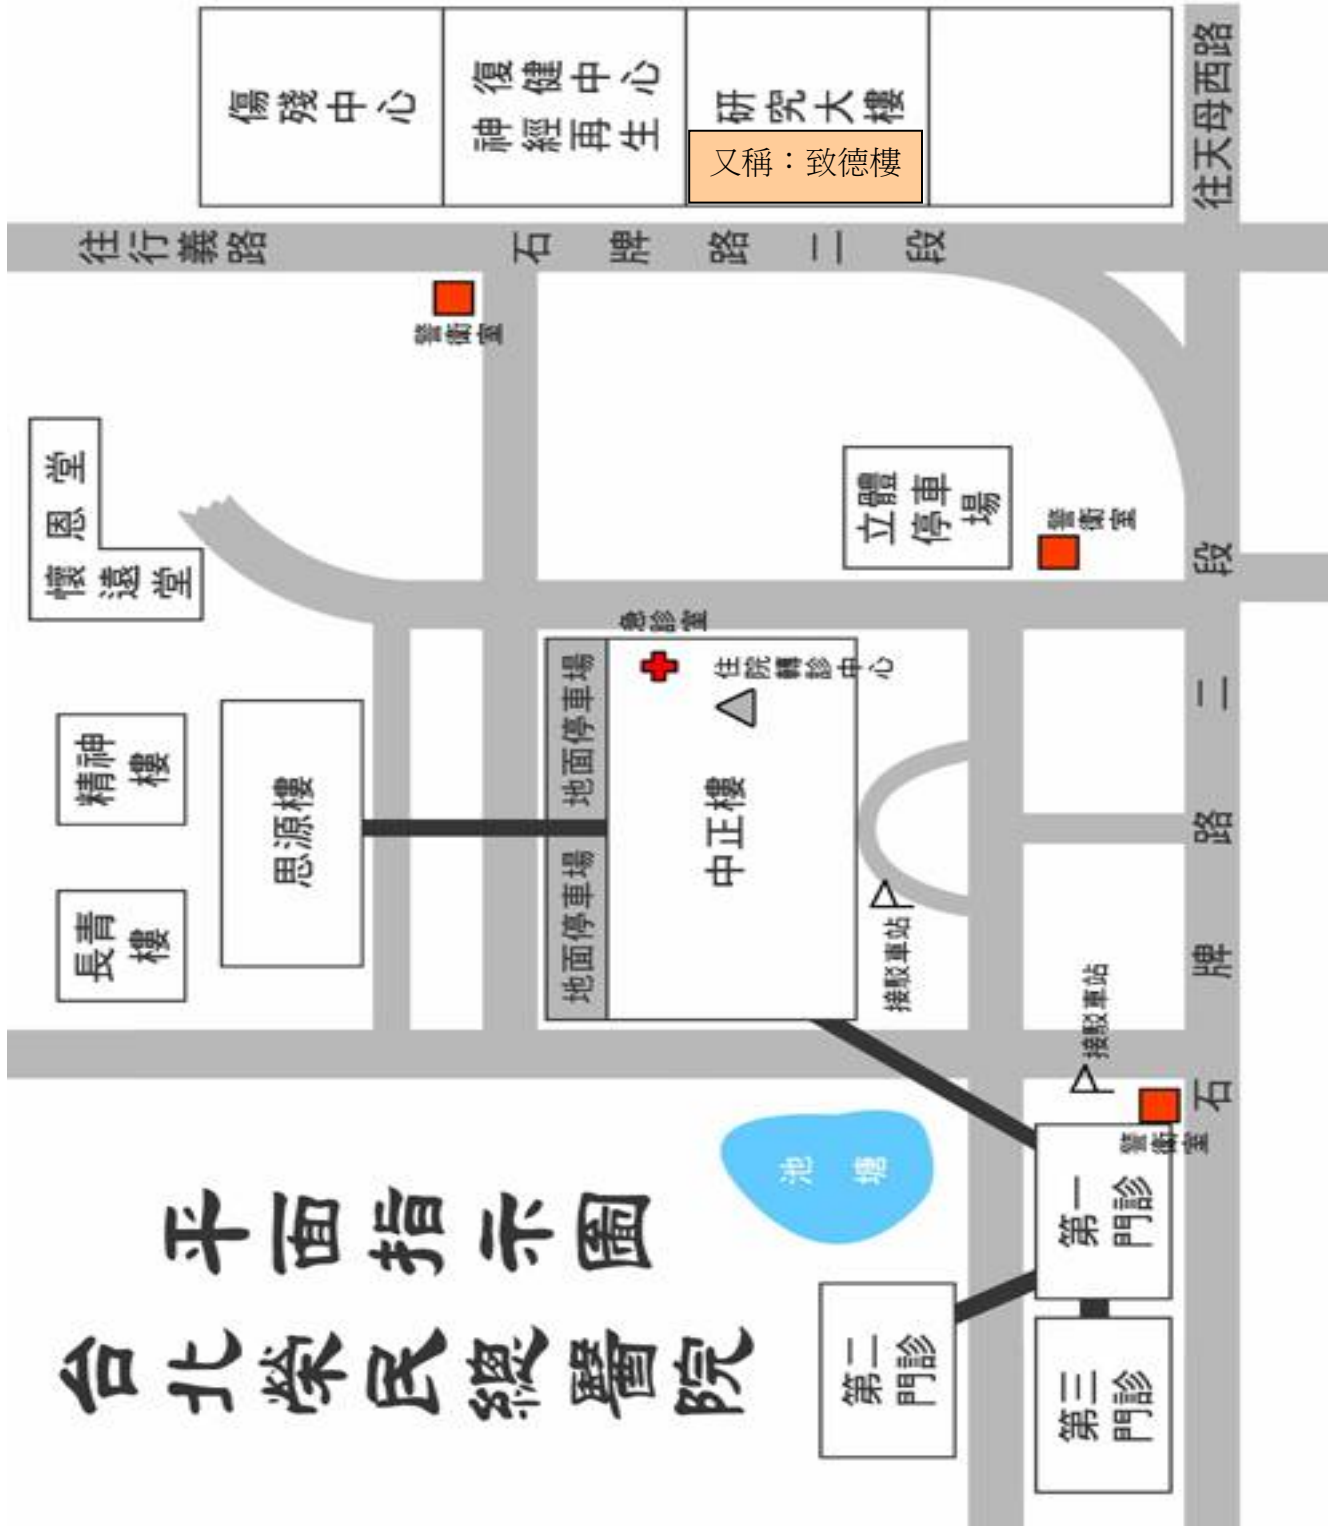 台北榮民總醫院
平面指示圖
傷殘中心
神經再生
復健中心
研究大樓
又稱：致德樓
往天母西路
往行義路
石牌路二段
警衛室
懷恩堂
懷遠堂
立體
停車
場
警衛室
急診室
住院轉診中心
地面停車場
地面停車場
中正樓
精神
樓
思源樓
長青
樓
接駁車站
接駁車站
石牌路二段
警衛室
池塘
第一
門診
第二
門診
第三
門診